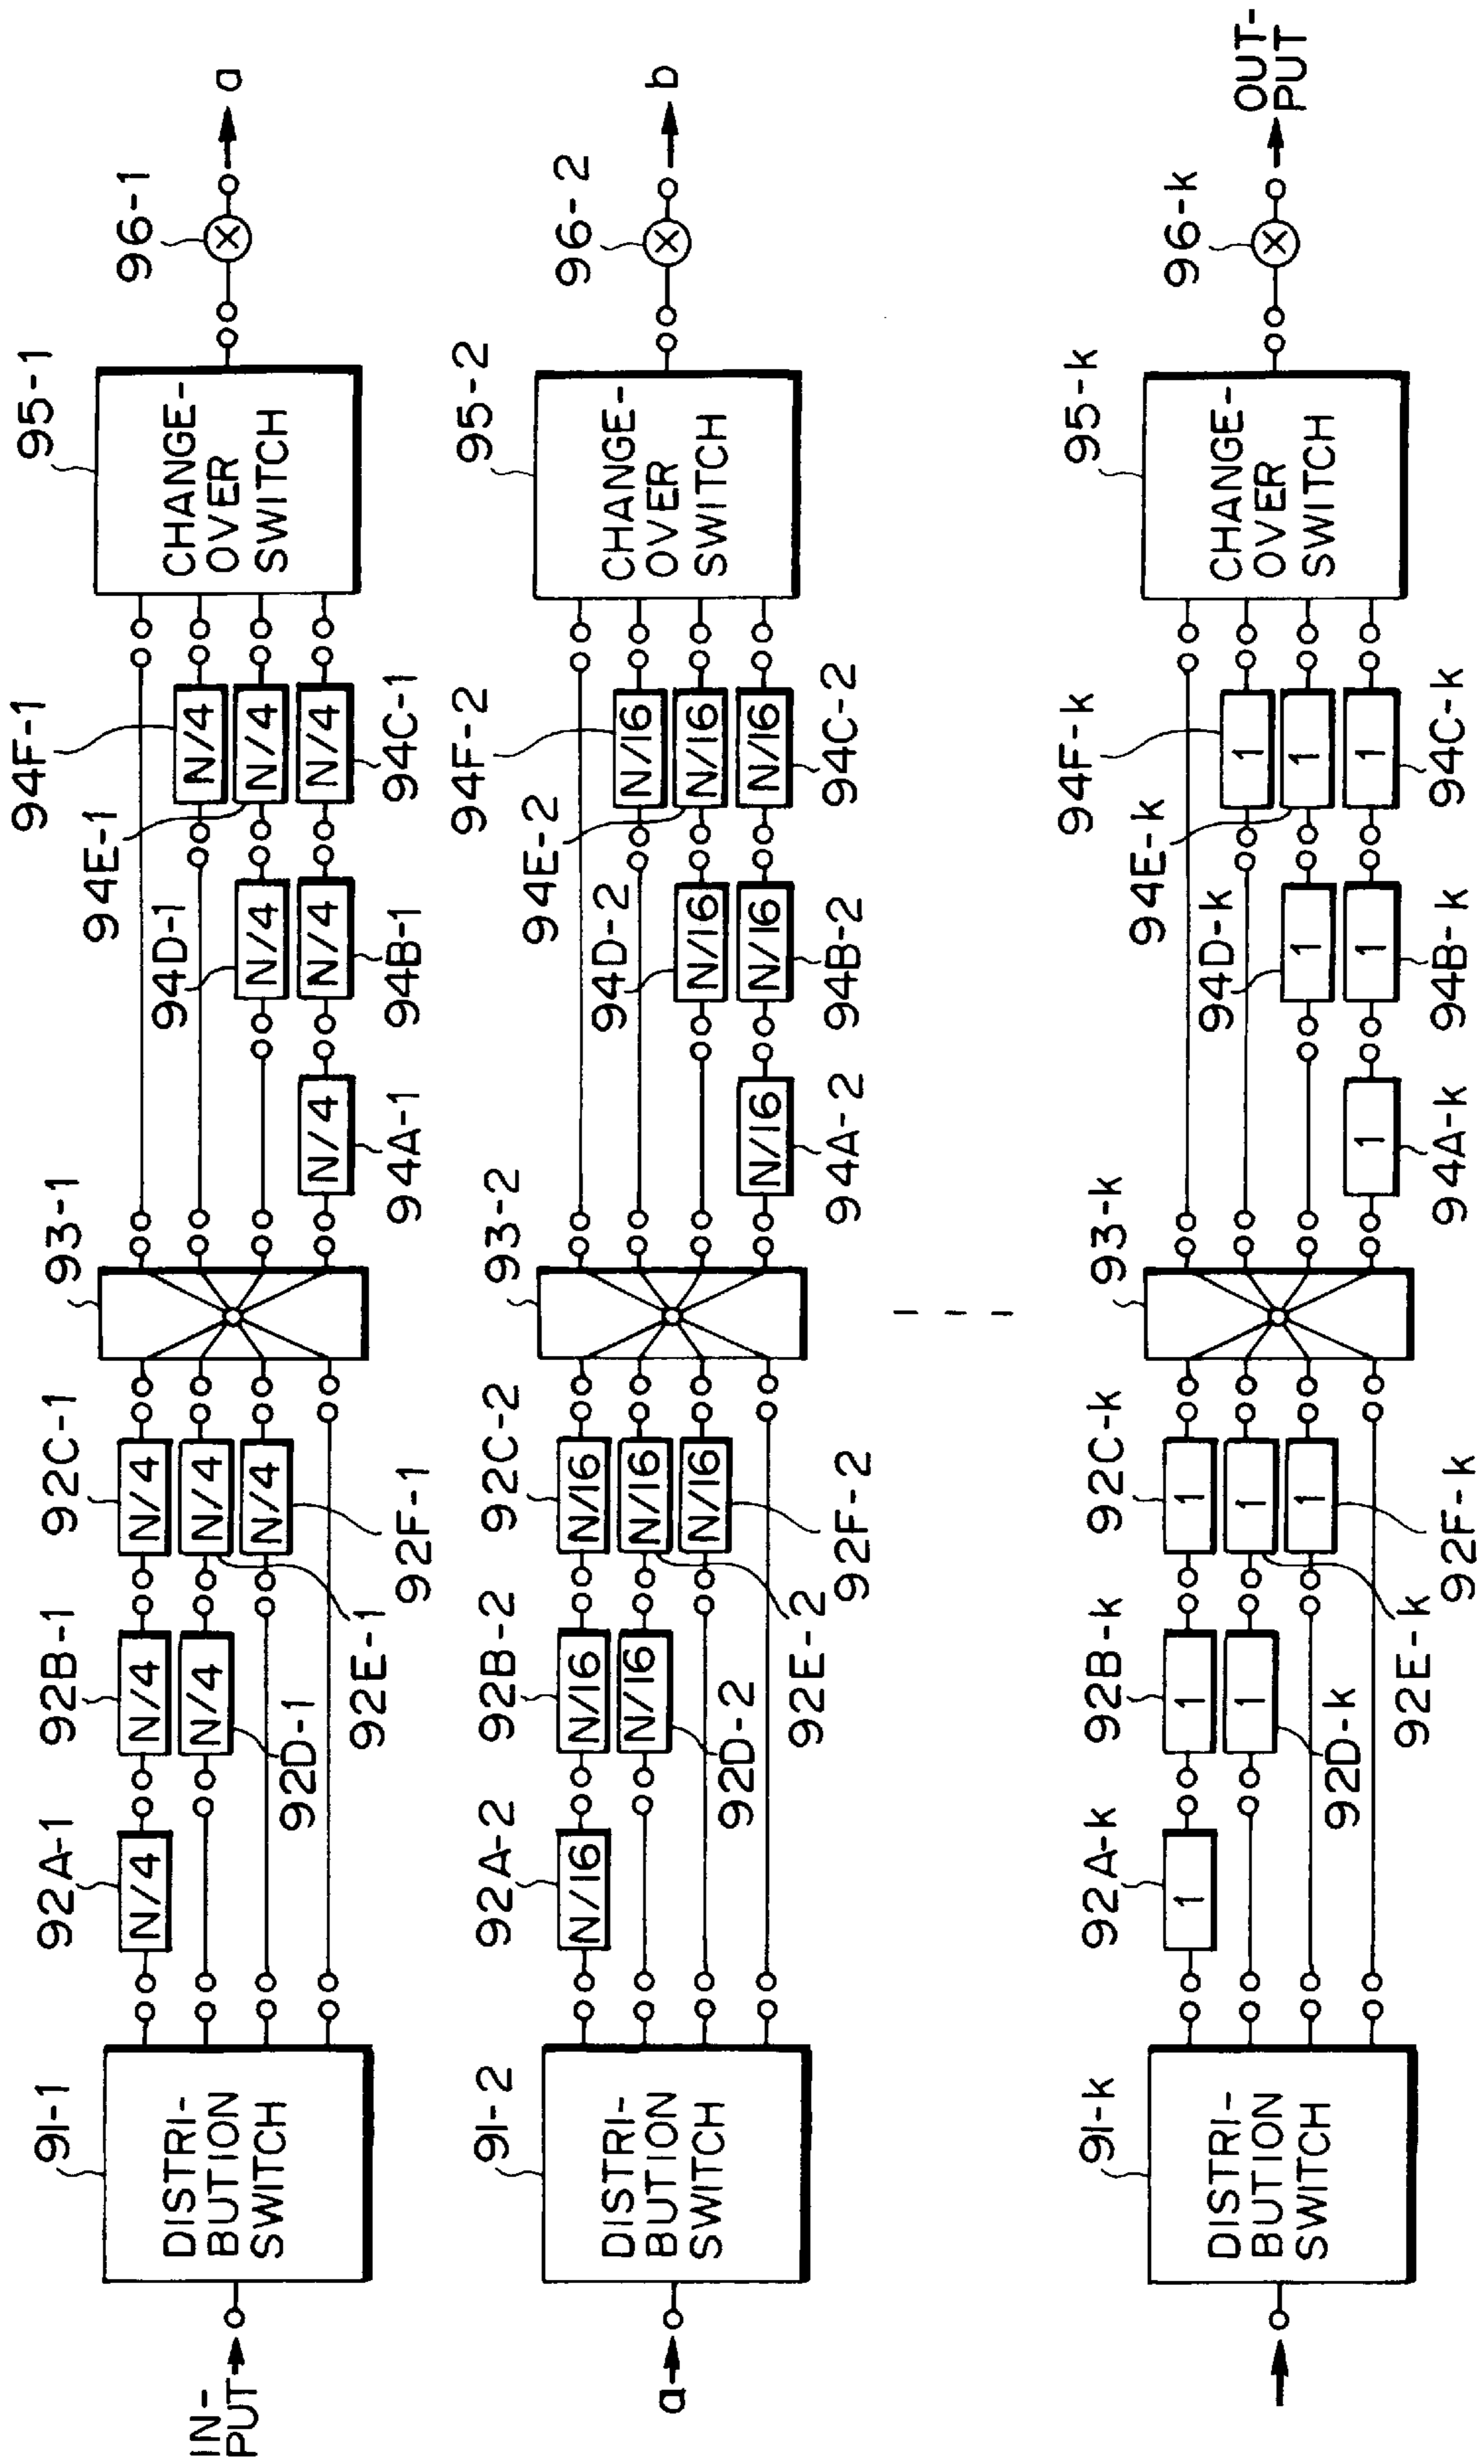 IN-
PUT
91-1
DISTRI-
BUTION
SWITCH
92A-1
N/4
92B-1
N/4
92C-1
N/4
N/4
N/4
N/4
92D-1
92E-1
92F-1
93-1
94A-1
N/4
94B-1
N/4
94C-1
N/4
94D-1
N/4
94E-1
N/4
94F-1
N/4
95-1
CHANGE-
OVER
SWITCH
96-1
a
a
91-2
DISTRI-
BUTION
SWITCH
92A-2
N/16
92B-2
N/16
92C-2
N/16
N/16
N/16
N/16
92D-2
92E-2
92F-2
93-2
94A-2
N/16
94B-2
N/16
94C-2
N/16
94D-2
N/16
94E-2
N/16
94F-2
N/16
95-2
CHANGE-
OVER
SWITCH
96-2
b
91-k
DISTRI-
BUTION
SWITCH
92A-k
1
92B-k
1
92C-k
1
1
1
1
92D-k
92E-k
92F-k
93-k
94A-k
1
94B-k
1
94C-k
1
94D-k
1
94E-k
1
94F-k
1
95-k
CHANGE-
OVER
SWITCH
96-k
OUT-
PUT